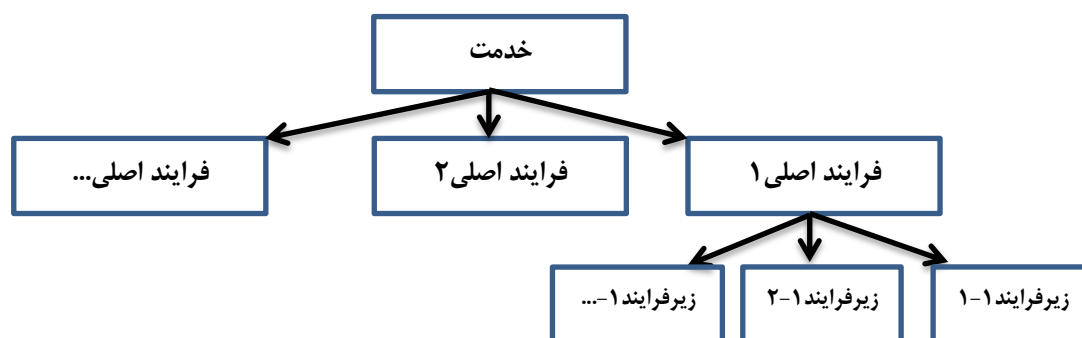 خدمت
فرایند اصلی۱
فرایند اصلی۲
فرایند اصلی...
زیرفرایند۱-۱
زیرفرایند۱-۲
زیرفرایند۱-...